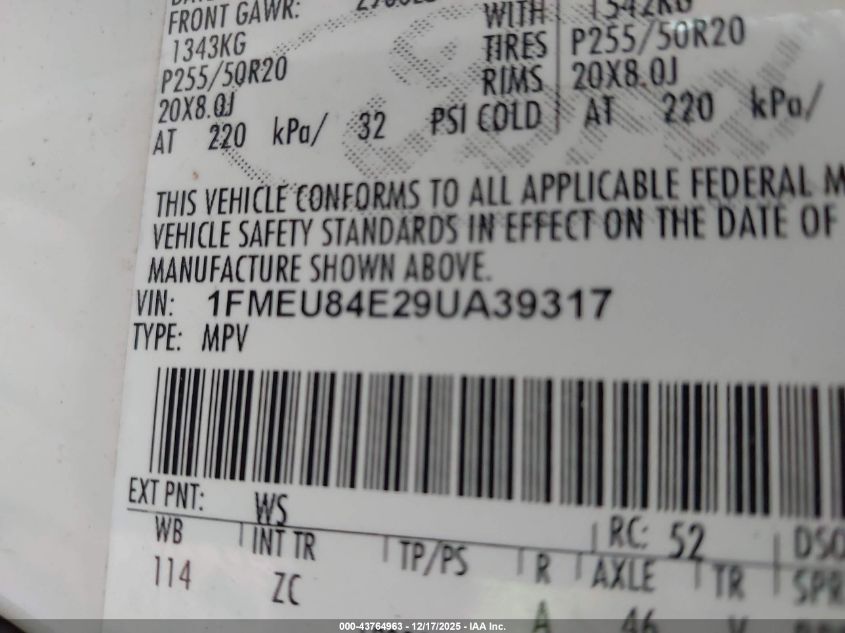 FRONT GAWR:
1343KG
P255/50R20
20X8.0J
AT 220 kPa/ 32 PSI COLD
WITH 1542KG
TIRES P255/50R20
RIMS 20X8.0J
AT 220 kPa/
THIS VEHICLE CONFORMS TO ALL APPLICABLE FEDERAL M
VEHICLE SAFETY STANDARDS IN EFFECT ON THE DATE OF
MANUFACTURE SHOWN ABOVE.
VIN: 1FMEU84E29UA39317
TYPE: MPV
EXT PNT: WS RC: 52 DSO
WB INT TR TP/PS R AXLE TR SPR
114 ZC A 46
000-43764963 – 12/17/2025 – IAA Inc.